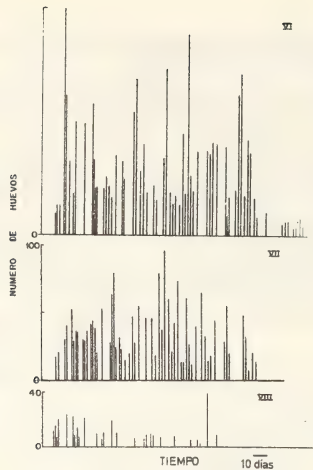 VI
NUMERO DE HUEVOS
0
VII
100
0
VIII
40
0
TIEMPO
10 días